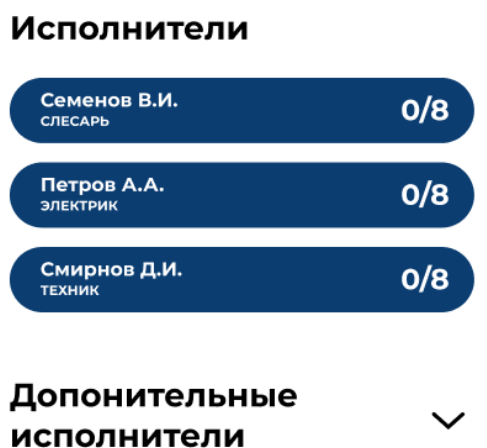 Исполнители
Семенов В.И.
СЛЕСАРЬ
0/8
Петров А.А.
ЭЛЕКТРИК
0/8
Смирнов Д.И.
ТЕХНИК
0/8
Допонительные
исполнители